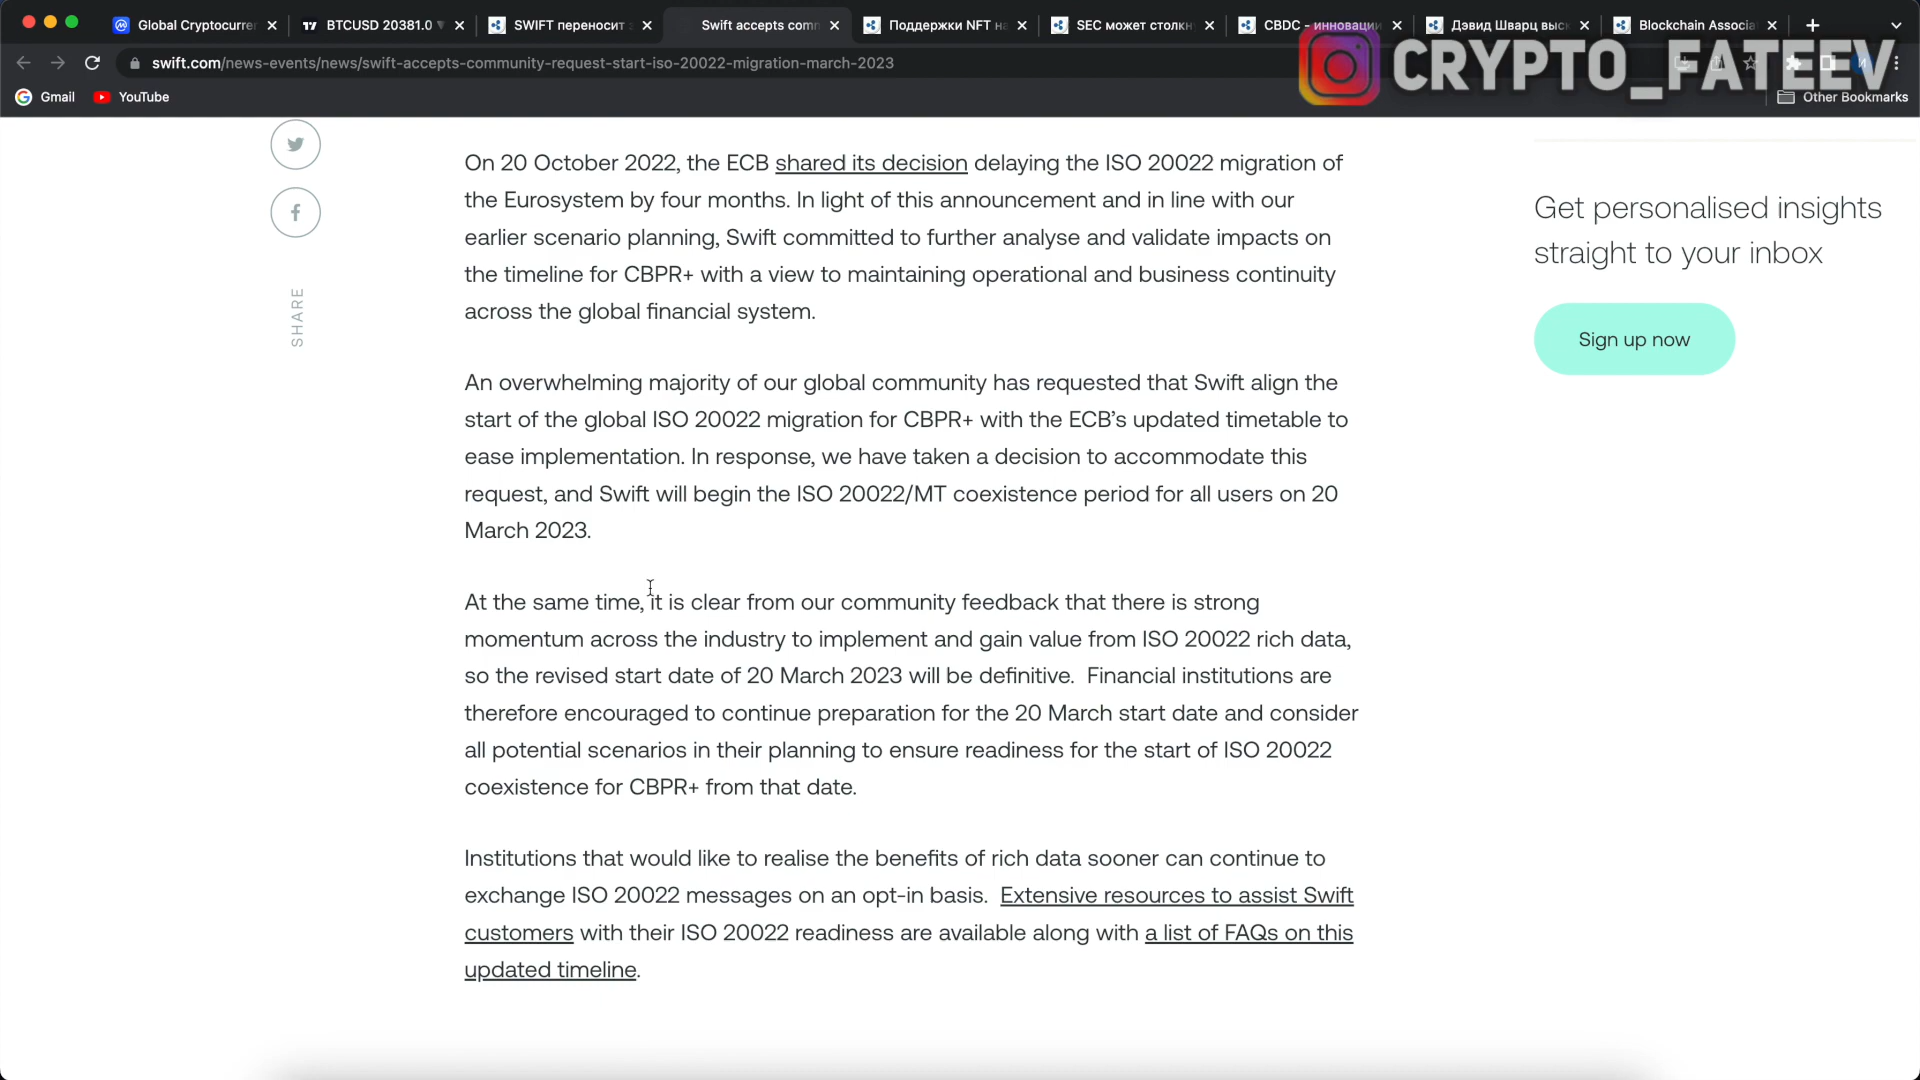 Global Cryptocurre
BTCUSD 20381.0
SWIFT переносит
Swift accepts com
Поддержки NFT на
SEC может столкн
CBDC - инновации
Дэвид Шварц выс
Blockchain Associa
swift.com/news-events/news/swift-accepts-community-request-start-iso-20022-migration-march-2023
CRYPTO_FATEEV
Gmail
YouTube
Other Bookmarks
SHARE
On 20 October 2022, the ECB shared its decision delaying the ISO 20022 migration of
the Eurosystem by four months. In light of this announcement and in line with our
earlier scenario planning, Swift committed to further analyse and validate impacts on
the timeline for CBPR+ with a view to maintaining operational and business continuity
across the global financial system.
An overwhelming majority of our global community has requested that Swift align the
start of the global ISO 20022 migration for CBPR+ with the ECB’s updated timetable to
ease implementation. In response, we have taken a decision to accommodate this
request, and Swift will begin the ISO 20022/MT coexistence period for all users on 20
March 2023.
At the same time, it is clear from our community feedback that there is strong
momentum across the industry to implement and gain value from ISO 20022 rich data,
so the revised start date of 20 March 2023 will be definitive. Financial institutions are
therefore encouraged to continue preparation for the 20 March start date and consider
all potential scenarios in their planning to ensure readiness for the start of ISO 20022
coexistence for CBPR+ from that date.
Institutions that would like to realise the benefits of rich data sooner can continue to
exchange ISO 20022 messages on an opt-in basis. Extensive resources to assist Swift
customers with their ISO 20022 readiness are available along with a list of FAQs on this
updated timeline.
Get personalised insights
straight to your inbox
Sign up now